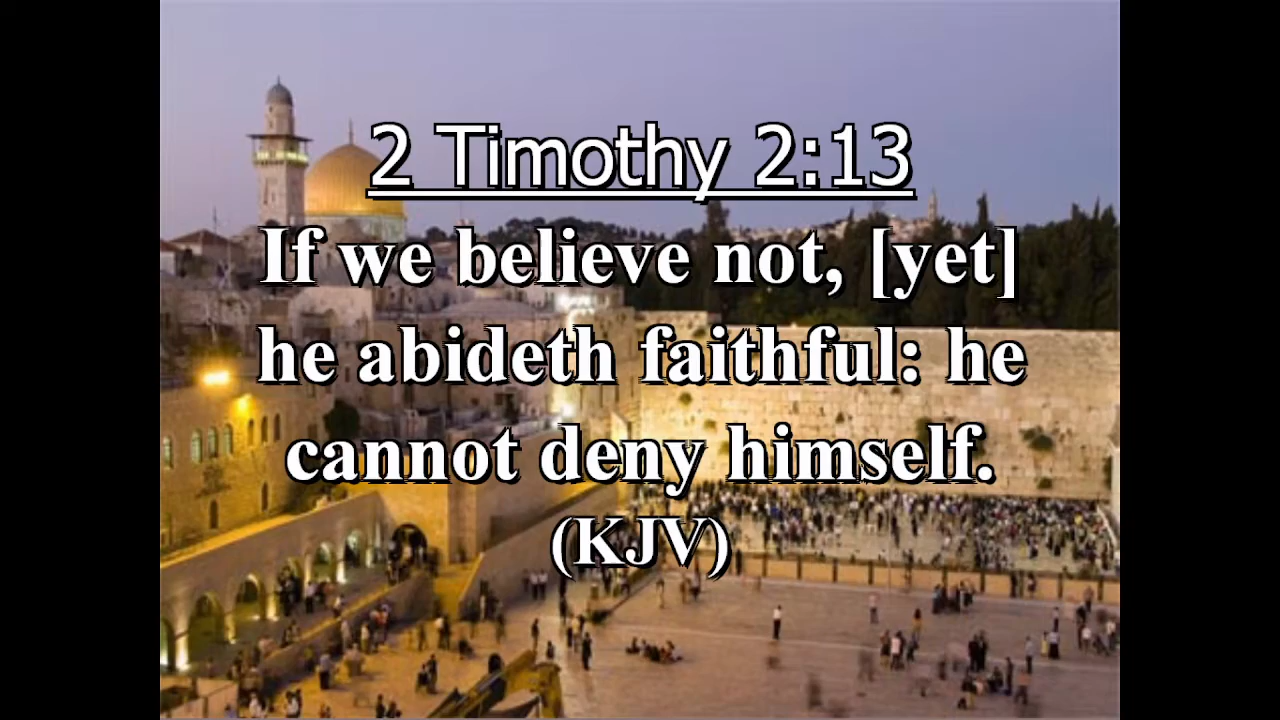 2 Timothy 2:13
If we believe not, [yet]
he abideth faithful: he
cannot deny himself.
(KJV)